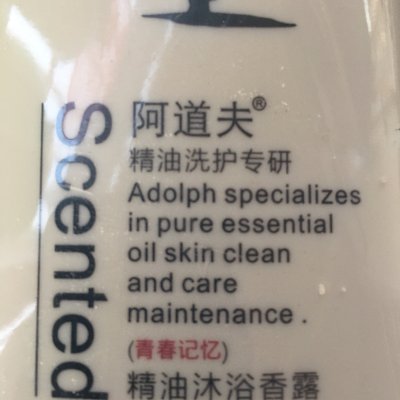 Scented
阿道夫®
精油洗护专研
Adolph specializes
in pure essential
oil skin clean
and care
maintenance .
(青春记忆)
精油沐浴香露